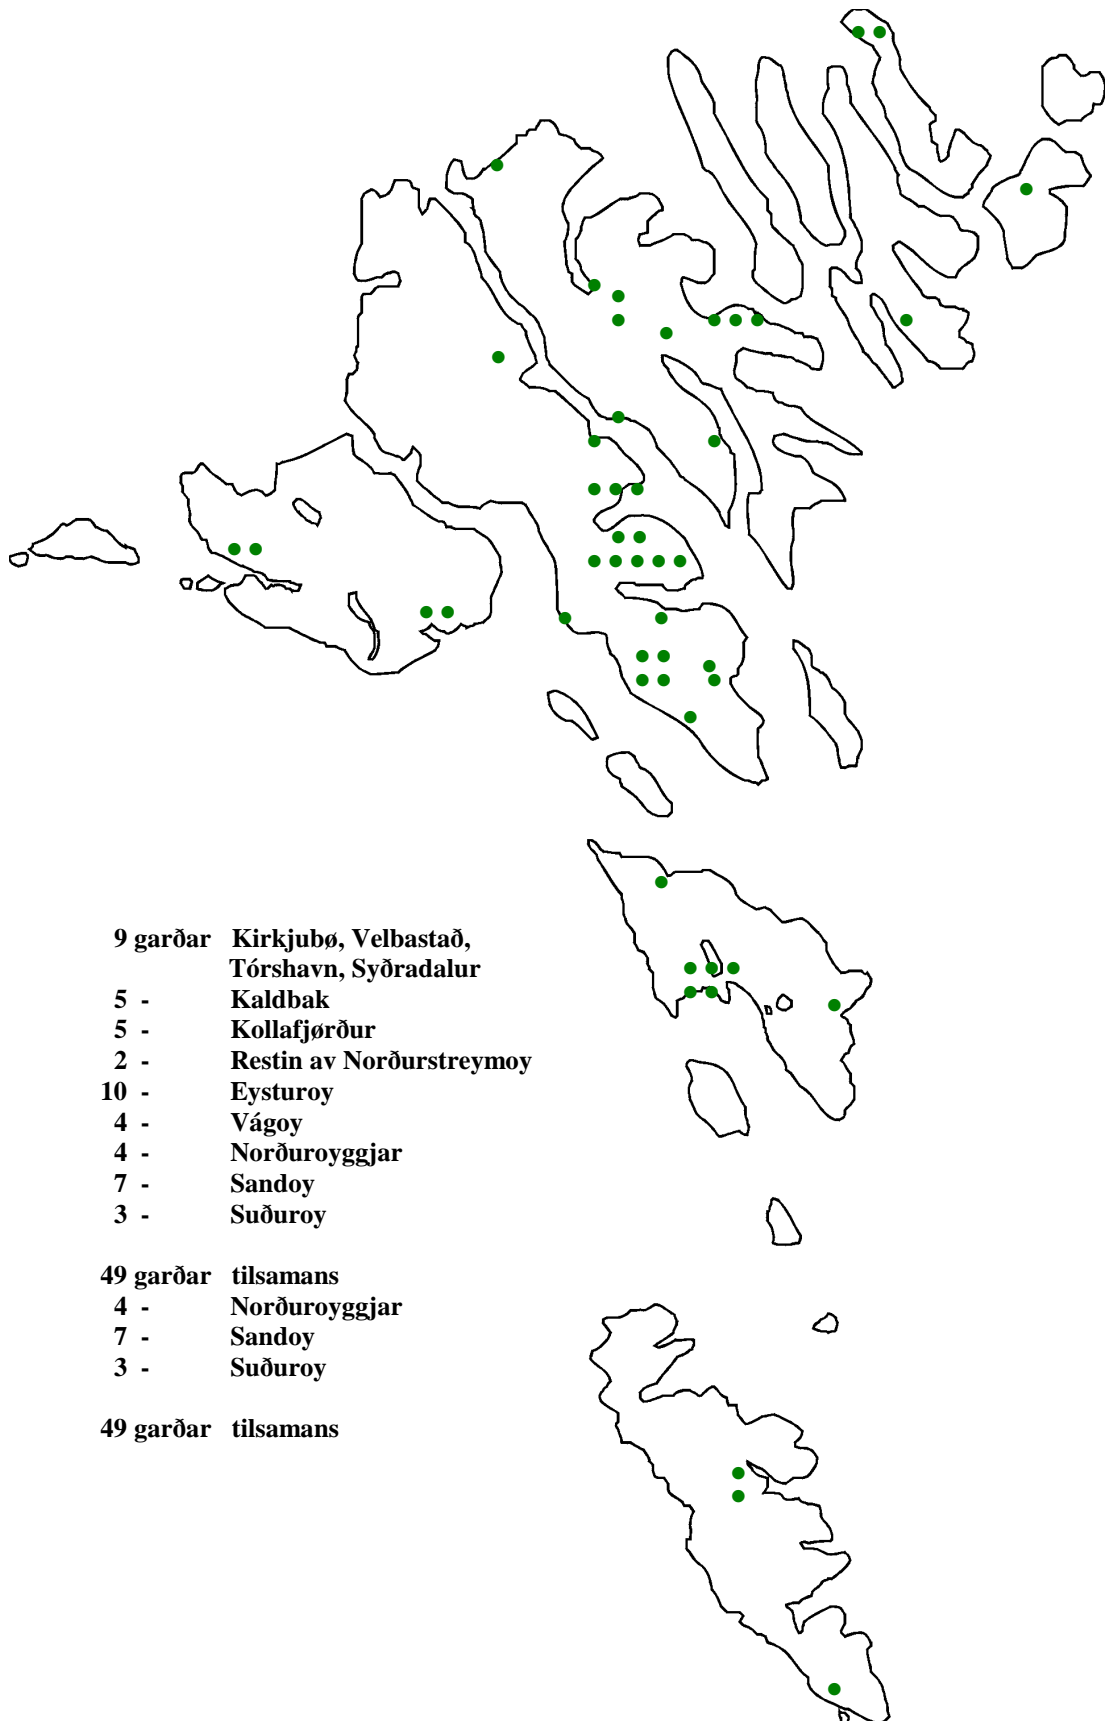 9 garðar Kirkjubø, Velbastað,
Tórshavn, Syðradalur
5 - Kaldbak
5 - Kollafjørður
2 - Restin av Norðurstreymoy
10 - Eysturoy
4 - Vágoy
4 - Norðuroyggjar
7 - Sandoy
3 - Suðuroy
49 garðar tilsamans
4 - Norðuroyggjar
7 - Sandoy
3 - Suðuroy
49 garðar tilsamans